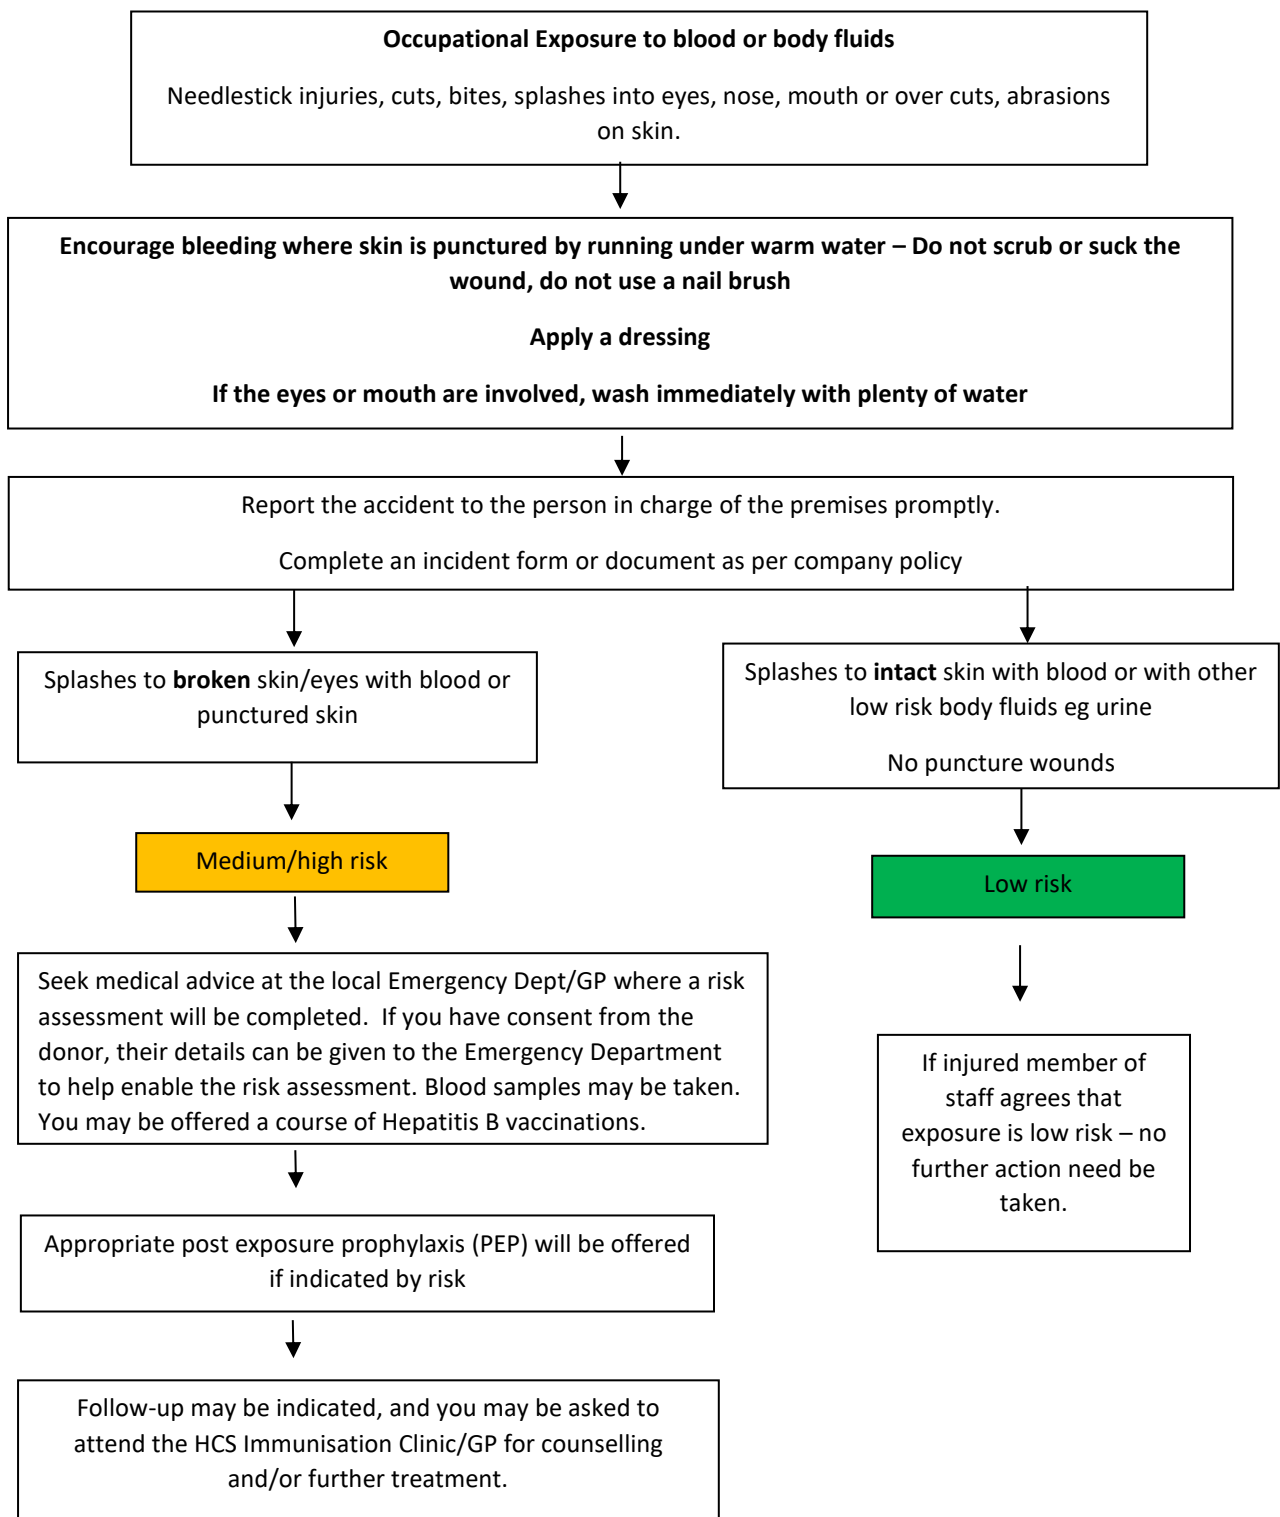 Occupational Exposure to blood or body fluids
Needlestick injuries, cuts, bites, splashes into eyes, nose, mouth or over cuts, abrasions
on skin.
Encourage bleeding where skin is punctured by running under warm water – Do not scrub or suck the
wound, do not use a nail brush
Apply a dressing
If the eyes or mouth are involved, wash immediately with plenty of water
Report the accident to the person in charge of the premises promptly.
Complete an incident form or document as per company policy
Splashes to broken skin/eyes with blood or
punctured skin
Medium/high risk
Seek medical advice at the local Emergency Dept/GP where a risk
assessment will be completed.  If you have consent from the
donor, their details can be given to the Emergency Department
to help enable the risk assessment. Blood samples may be taken.
You may be offered a course of Hepatitis B vaccinations.
Appropriate post exposure prophylaxis (PEP) will be offered
if indicated by risk
Follow-up may be indicated, and you may be asked to
attend the HCS Immunisation Clinic/GP for counselling
and/or further treatment.
Splashes to intact skin with blood or with other
low risk body fluids eg urine
No puncture wounds
Low risk
If injured member of
staff agrees that
exposure is low risk – no
further action need be
taken.